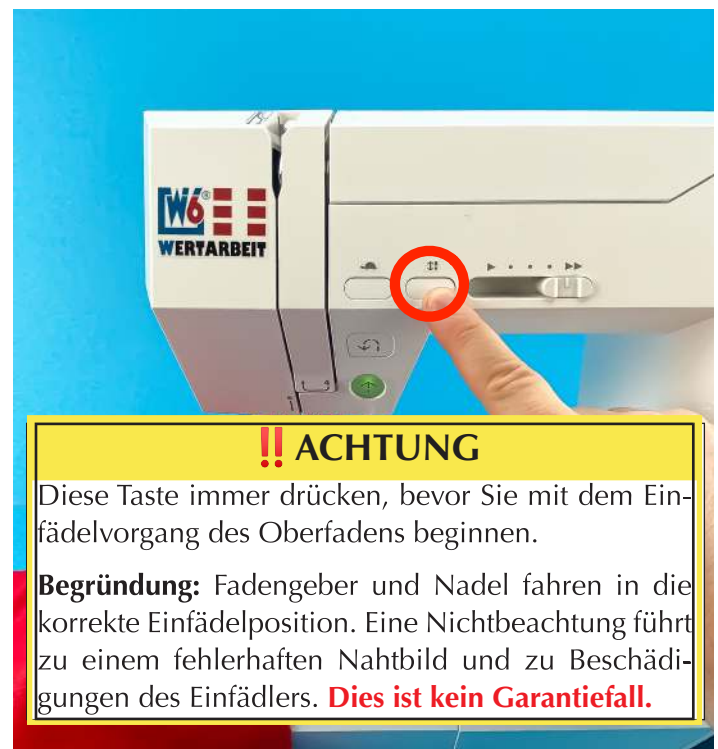 W6®
WERTARBEIT
!! ACHTUNG
Diese Taste immer drücken, bevor Sie mit dem Ein-
fädelvorgang des Oberfadens beginnen.
Begründung: Fadengeber und Nadel fahren in die
korrekte Einfädelposition. Eine Nichtbeachtung führt
zu einem fehlerhaften Nahtbild und zu Beschädi-
gungen des Einfädlers. Dies ist kein Garantiefall.